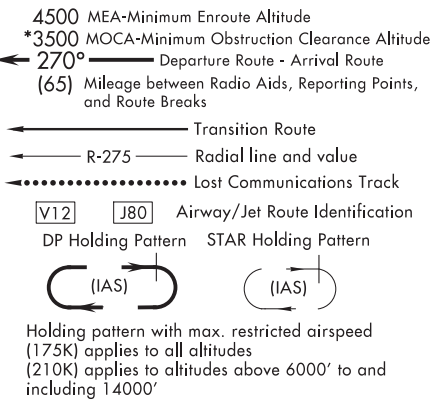 4500 MEA-Minimum Enroute Altitude
*3500 MOCA-Minimum Obstruction Clearance Altitude
270° Departure Route - Arrival Route
(65) Mileage between Radio Aids, Reporting Points,
and Route Breaks
Transition Route
R-275 Radial line and value
Lost Communications Track
V12 J80 Airway/Jet Route Identification
DP Holding Pattern STAR Holding Pattern
(IAS) (IAS)
Holding pattern with max. restricted airspeed
(175K) applies to all altitudes
(210K) applies to altitudes above 6000' to and
including 14000'